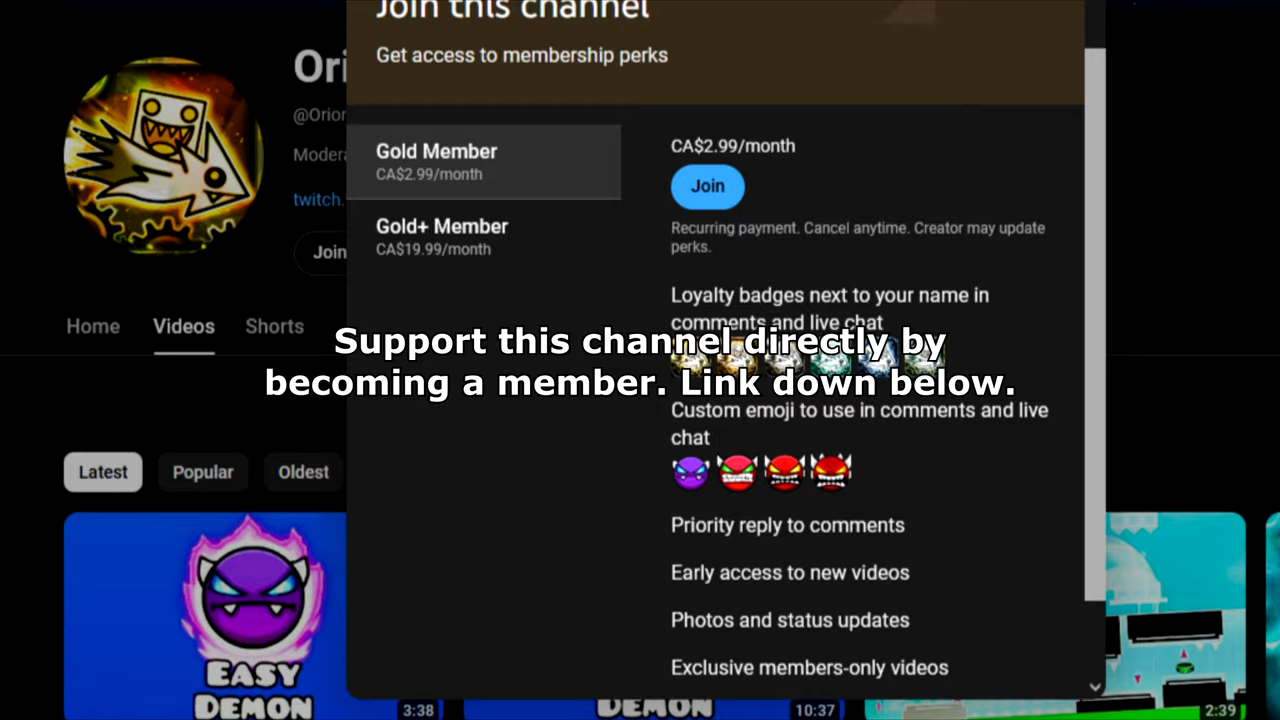 Join this channel
Get access to membership perks
Ori
@Orion
Modera
twitch.
Join
Gold Member
CA$2.99/month
Gold+ Member
CA$19.99/month
CA$2.99/month
Join
Recurring payment. Cancel anytime. Creator may update
perks.
Loyalty badges next to your name in
comments and live chat
Home
Videos
Shorts
Support this channel directly by
becoming a member. Link down below.
Custom emoji to use in comments and live
chat
Latest
Popular
Oldest
Priority reply to comments
Early access to new videos
Photos and status updates
Exclusive members-only videos
EASY
DEMON
3:38
DEMON
10:37
2:39